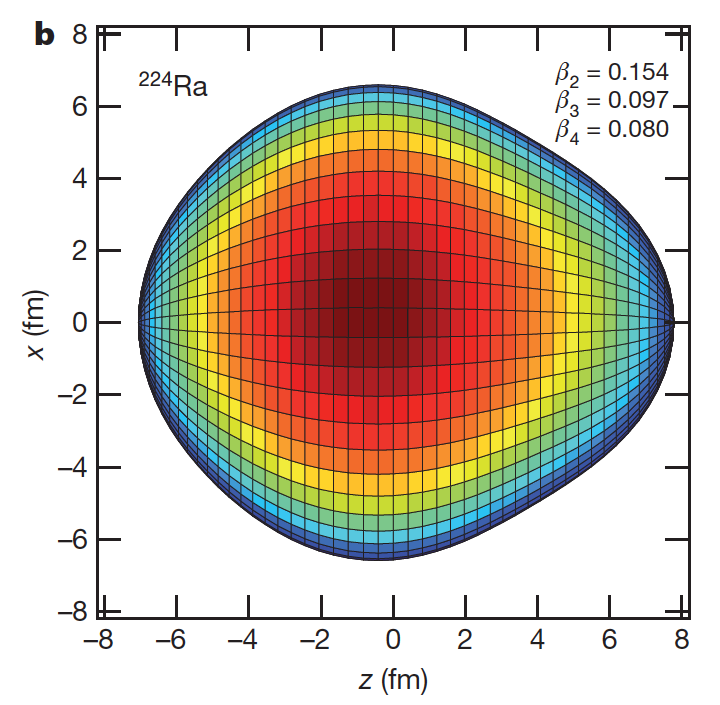 b
²²⁴Ra
β₂ = 0.154
β₃ = 0.097
β₄ = 0.080
8
6
4
2
0
–2
–4
–6
–8
x (fm)
–8 –6 –4 –2 0 2 4 6 8
z (fm)